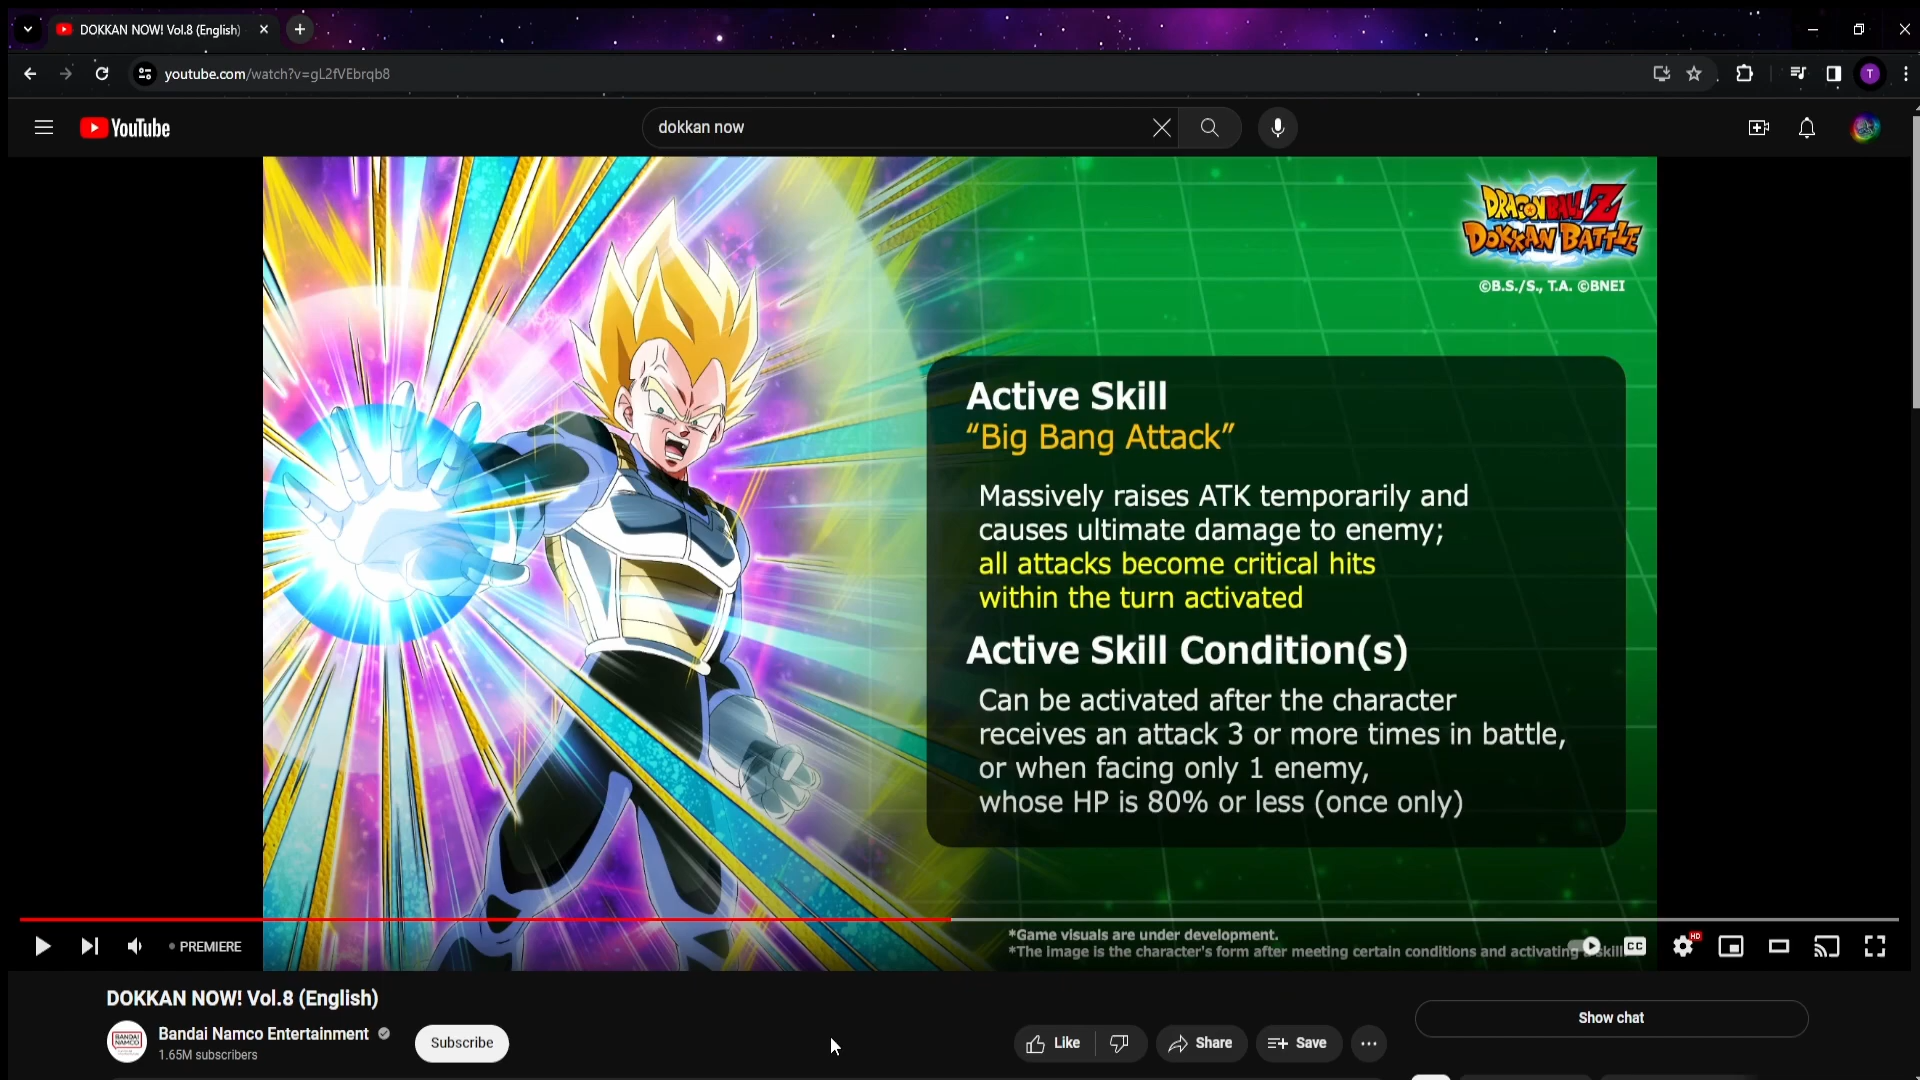 DOKKAN NOW! Vol.8 (English)
youtube.com/watch?v=gL2fVEbrqb8
T
YouTube
dokkan now
DRAGON BALL Z
DOKKAN BATTLE
©B.S./S., T.A. ©BNEI
Active Skill
“Big Bang Attack”
Massively raises ATK temporarily and
causes ultimate damage to enemy;
all attacks become critical hits
within the turn activated
Active Skill Condition(s)
Can be activated after the character
receives an attack 3 or more times in battle,
or when facing only 1 enemy,
whose HP is 80% or less (once only)
*Game visuals are under development.
*The image is the character's form after meeting certain conditions and activating a skill.
• PREMIERE
CC
HD
DOKKAN NOW! Vol.8 (English)
BANDAI
NAMCO
Bandai Namco Entertainment
1.65M subscribers
Subscribe
Like
Share
Save
Show chat